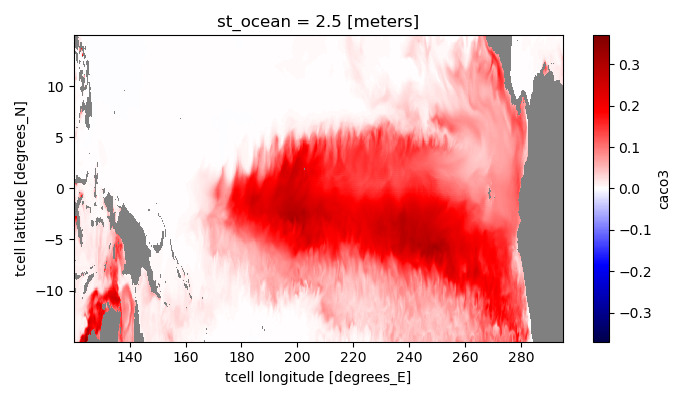 st_ocean = 2.5 [meters]
10
5
0
−5
−10
tcell latitude [degrees_N]
140 160 180 200 220 240 260 280
tcell longitude [degrees_E]
0.3
0.2
0.1
0.0
−0.1
−0.2
−0.3
caco3